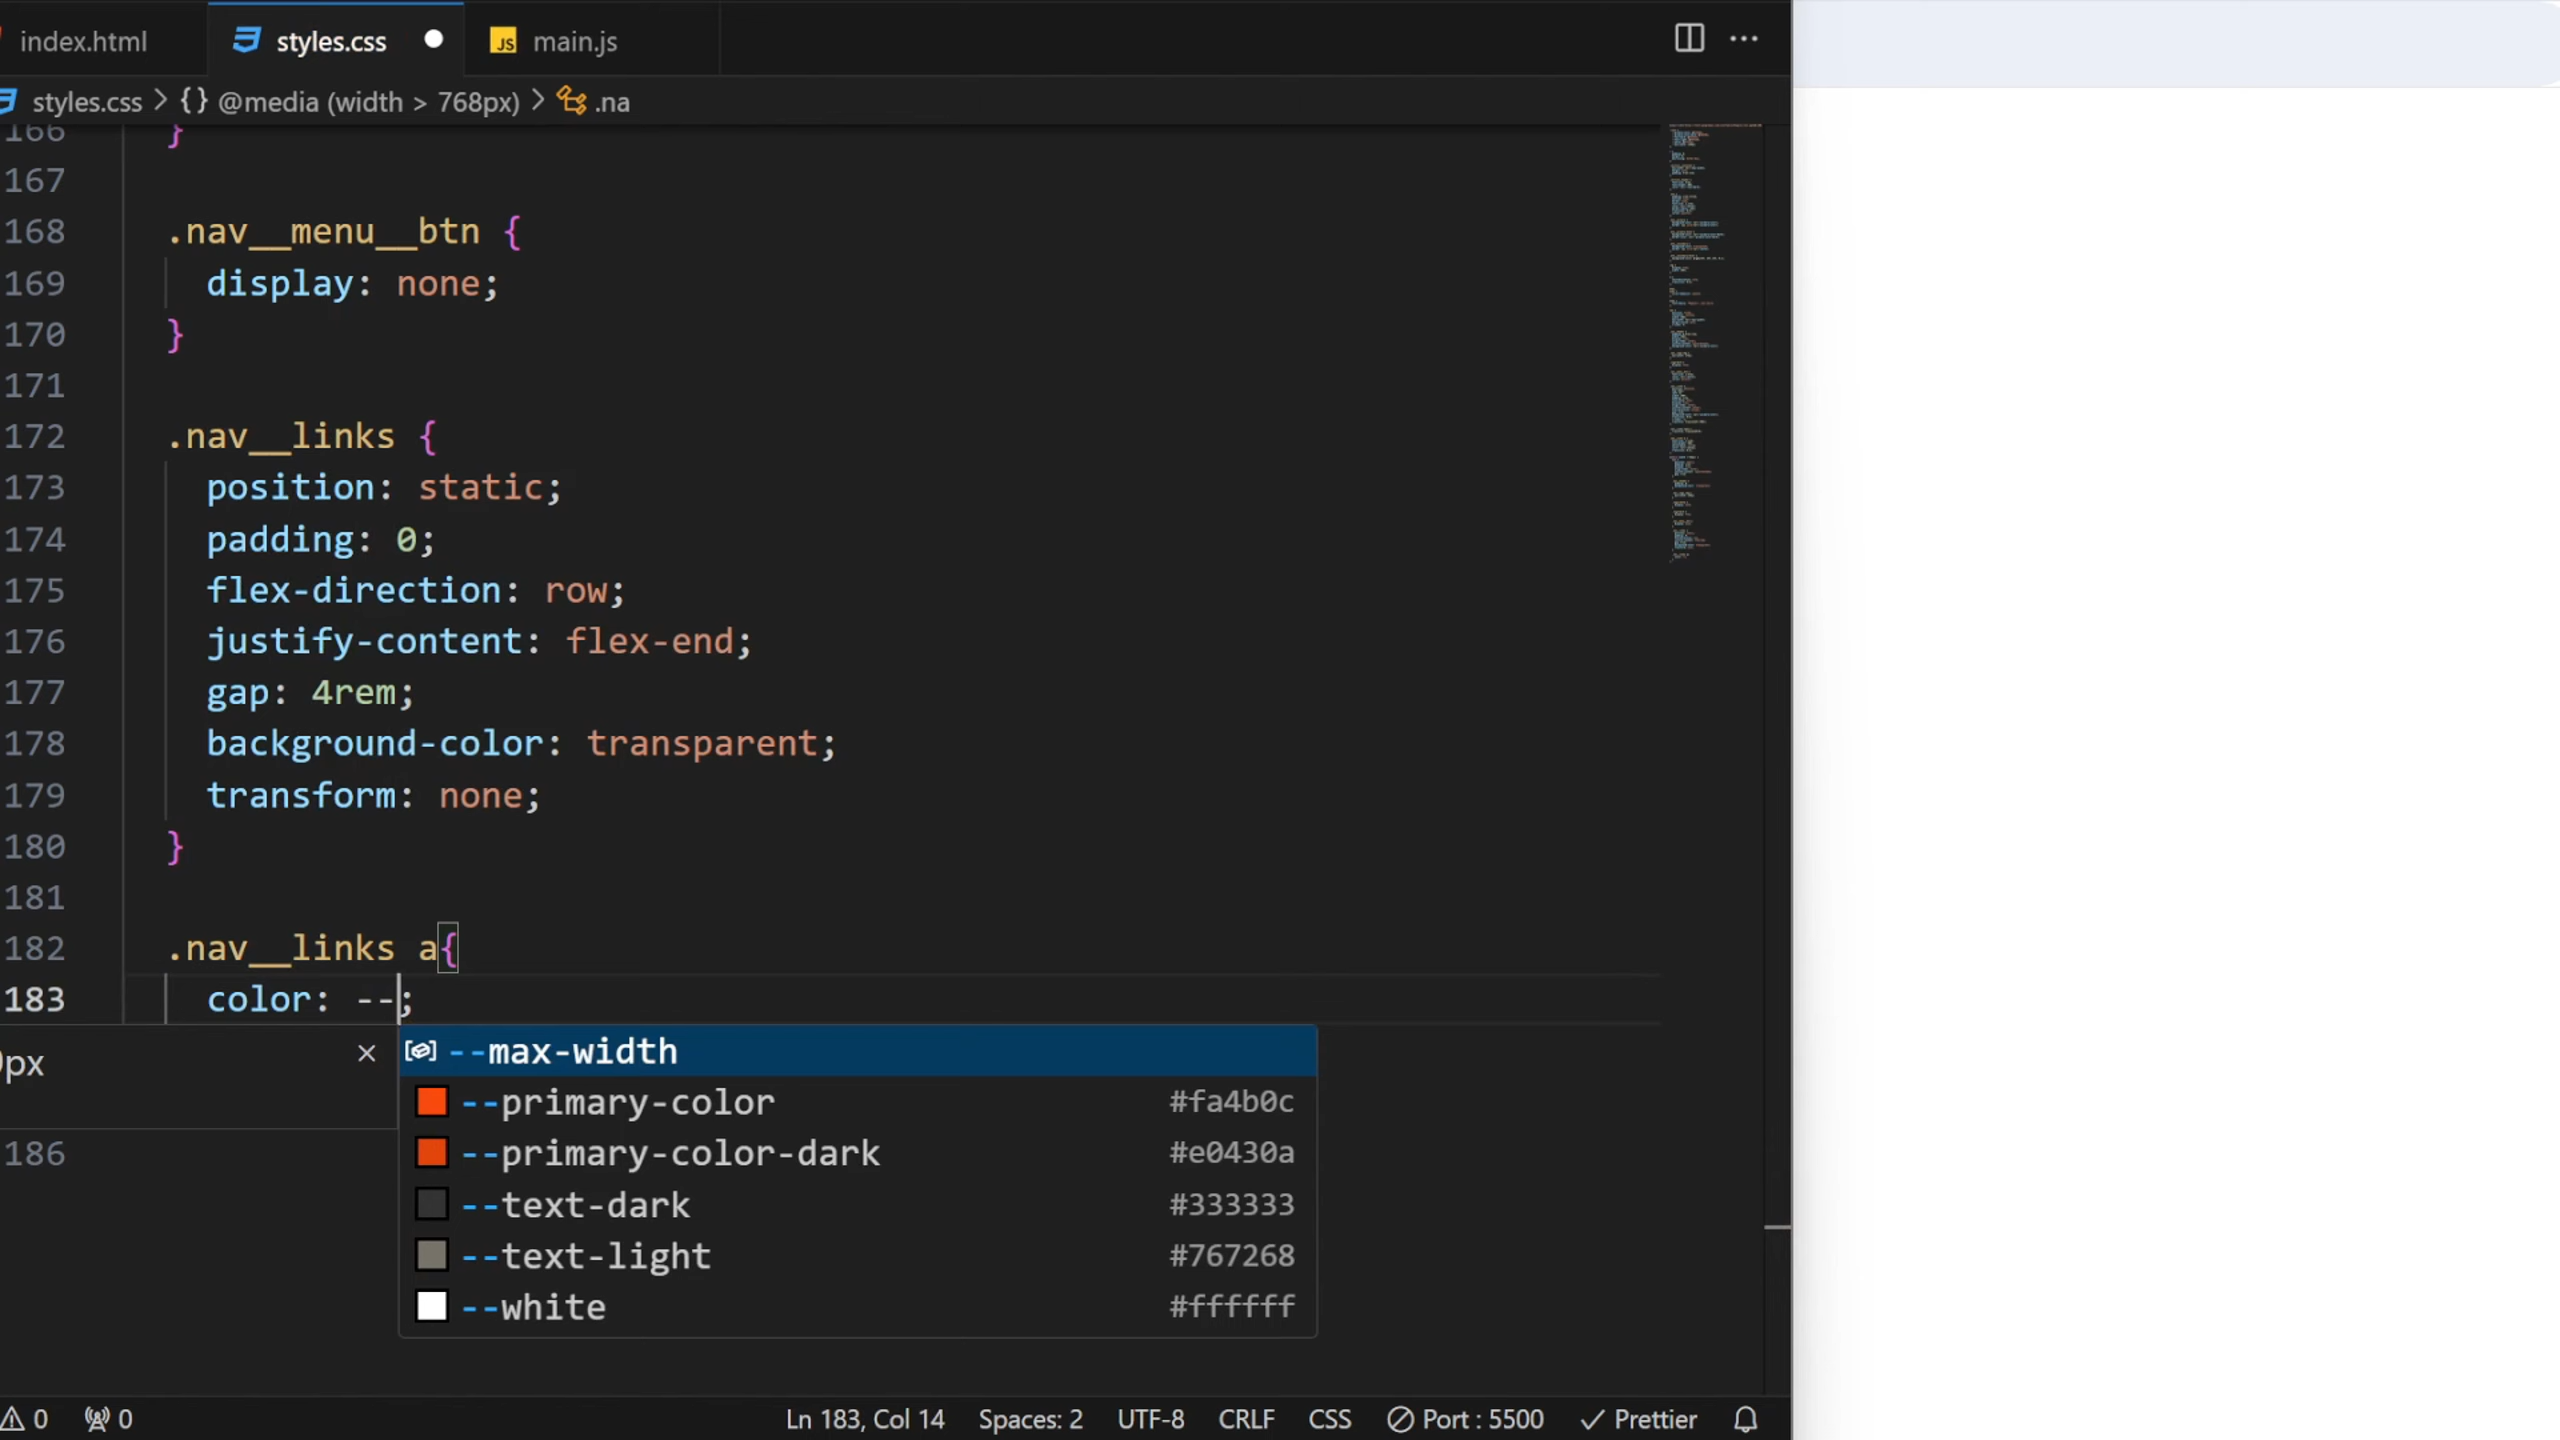 index.html styles.css JS main.js
styles.css > {} @media (width > 768px) > .na
166 }
167
168 .nav__menu__btn {
169 display: none;
170 }
171
172 .nav__links {
173 position: static;
174 padding: 0;
175 flex-direction: row;
176 justify-content: flex-end;
177 gap: 4rem;
178 background-color: transparent;
179 transform: none;
180 }
181
182 .nav__links a{
183 color: --;
px
--max-width
--primary-color #fa4b0c
--primary-color-dark #e0430a
186
--text-dark #333333
--text-light #767268
--white #ffffff
0 0 Ln 183, Col 14 Spaces: 2 UTF-8 CRLF CSS Port : 5500 Prettier